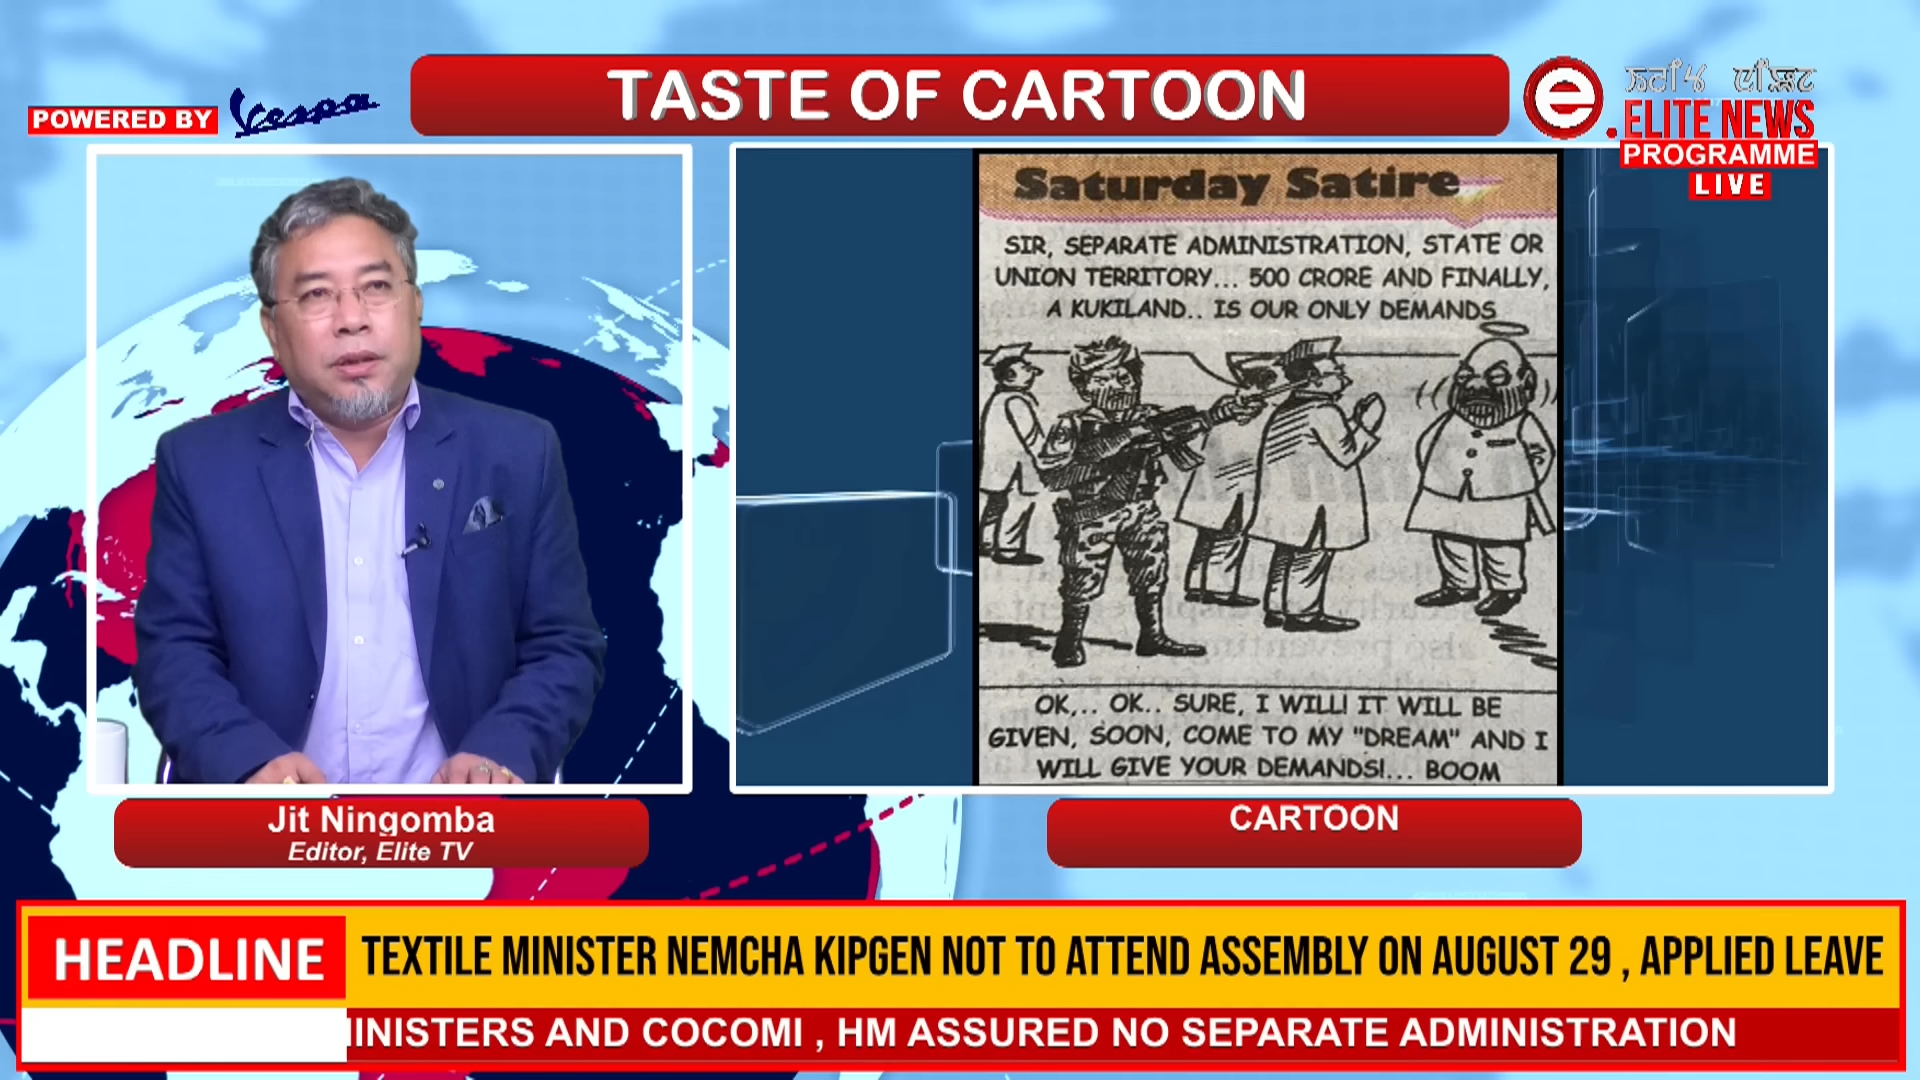 TASTE OF CARTOON
POWERED BY Vespa
e
ELITE NEWS
PROGRAMME
LIVE
Saturday Satire
SIR, SEPARATE ADMINISTRATION, STATE OR
UNION TERRITORY... 500 CRORE AND FINALLY,
A KUKILAND.. IS OUR ONLY DEMANDS
OK,.. OK.. SURE, I WILL! IT WILL BE
GIVEN, SOON, COME TO MY "DREAM" AND I
WILL GIVE YOUR DEMANDS!... BOOM
Jit Ningomba
Editor, Elite TV
CARTOON
HEADLINE
TEXTILE MINISTER NEMCHA KIPGEN NOT TO ATTEND ASSEMBLY ON AUGUST 29 , APPLIED LEAVE
INISTERS AND COCOMI , HM ASSURED NO SEPARATE ADMINISTRATION